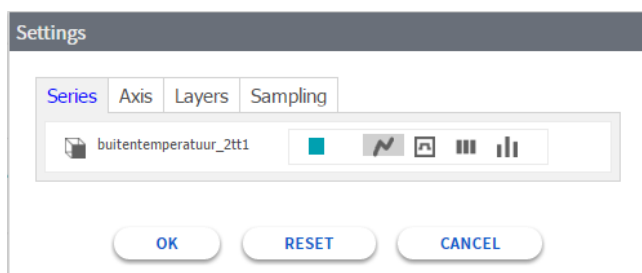 Settings
Series Axis Layers Sampling
buitentemperatuur_2tt1
OK RESET CANCEL